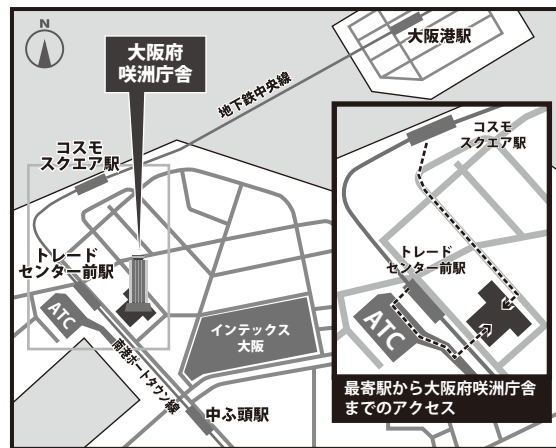 N
大阪府
咲洲庁舎
大阪港駅
地下鉄中央線
コスモ
スクエア駅
トレード
センター前駅
ATC
南港ポートタウン線
インテックス
大阪
中ふ頭駅
コスモ
スクエア駅
トレード
センター前駅
ATC
最寄駅から大阪府咲洲庁舎
までのアクセス